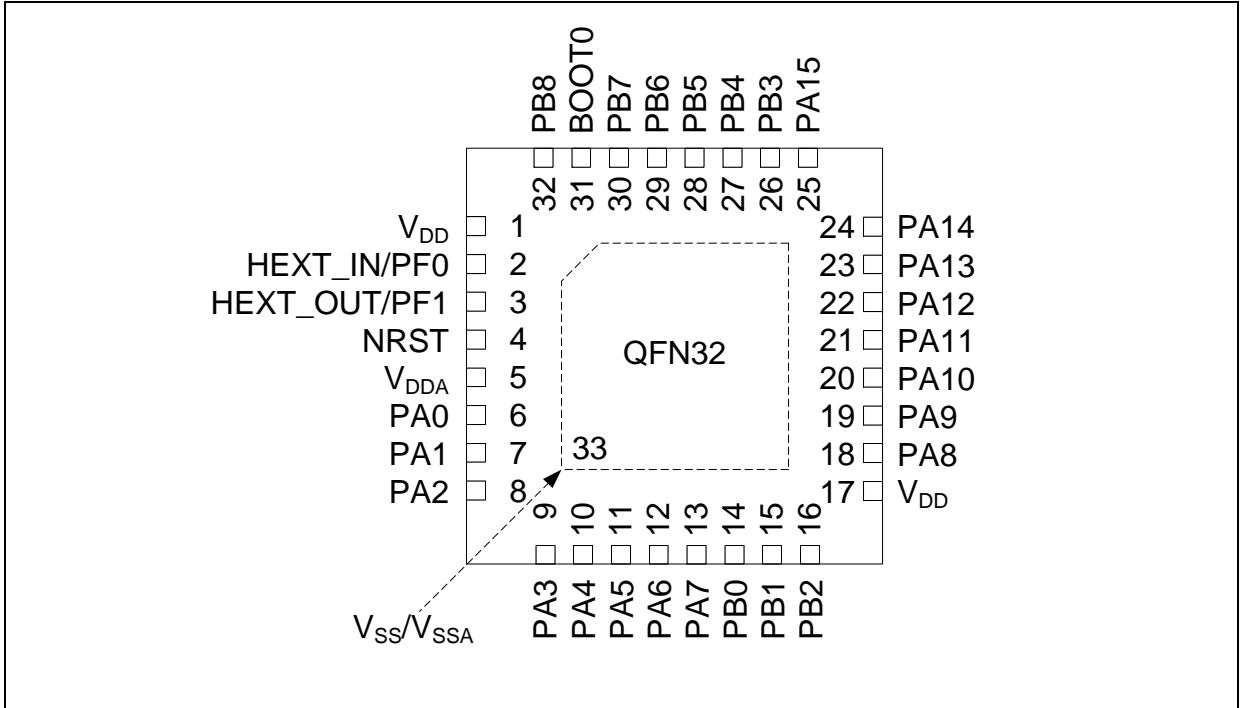 PB8
BOOT0
PB7
PB6
PB5
PB4
PB3
PA15
32
31
30
29
28
27
26
25
VDD 1
HEXT_IN/PF0 2
HEXT_OUT/PF1 3
NRST 4
VDDA 5
PA0 6
PA1 7
PA2 8
QFN32
33
24 PA14
23 PA13
22 PA12
21 PA11
20 PA10
19 PA9
18 PA8
17 VDD
9
10
11
12
13
14
15
16
PA3
PA4
PA5
PA6
PA7
PB0
PB1
PB2
VSS/VSSA